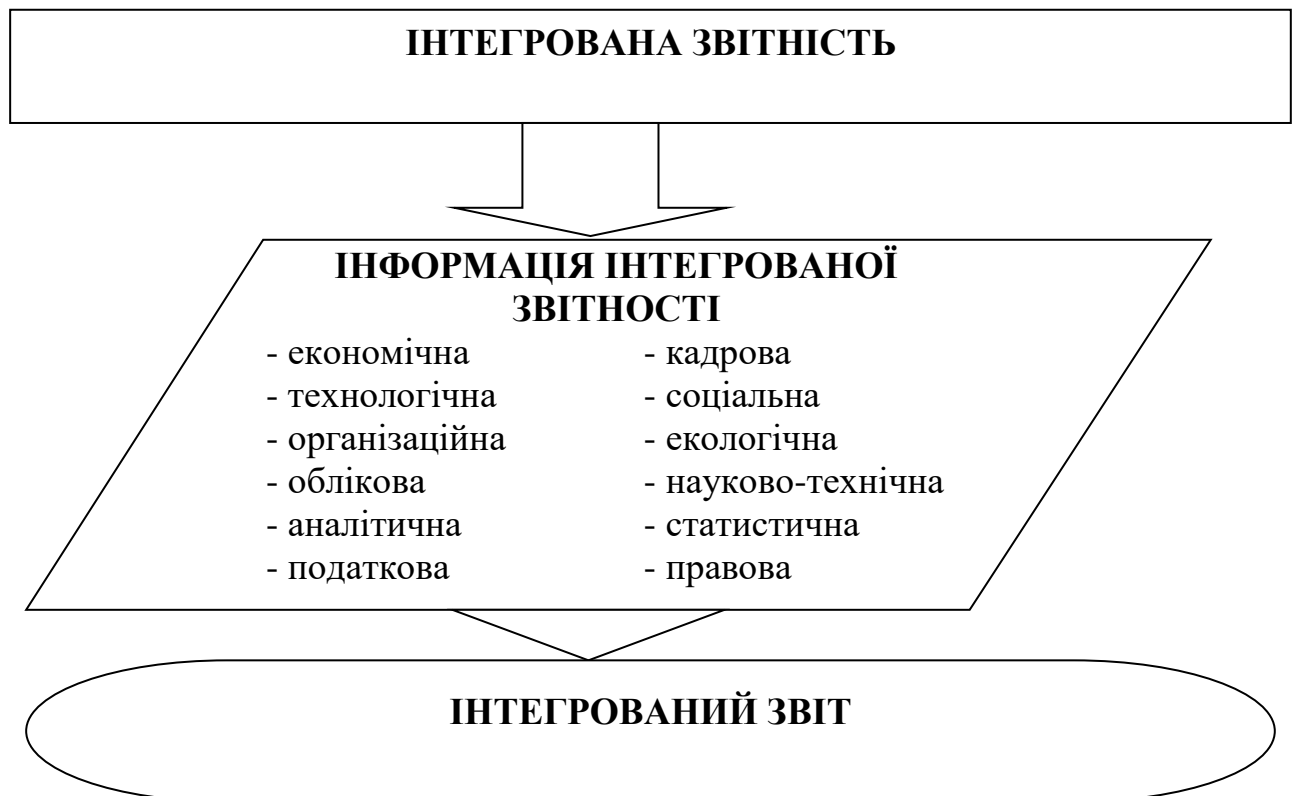 ІНТЕГРОВАНА ЗВІТНІСТЬ
ІНФОРМАЦІЯ ІНТЕГРОВАНОЇ
ЗВІТНОСТІ
- економічна
- технологічна
- організаційна
- облікова
- аналітична
- податкова
- кадрова
- соціальна
- екологічна
- науково-технічна
- статистична
- правова
ІНТЕГРОВАНИЙ ЗВІТ